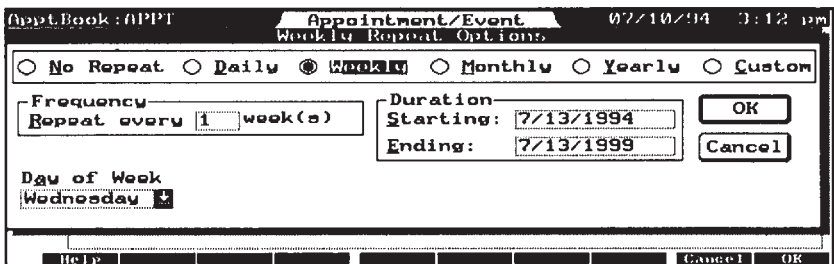 Appt.Book:APPT Appointment/Event 07/10/94 3:12 pm
Weekly Repeat Options
No Repeat Daily Weekly Monthly Yearly Custom
Frequency
Repeat every 1 week(s)
Duration
Starting: 7/13/1994
Ending: 7/13/1999
OK
Cancel
Day of Week
Wednesday
Help Cancel OK